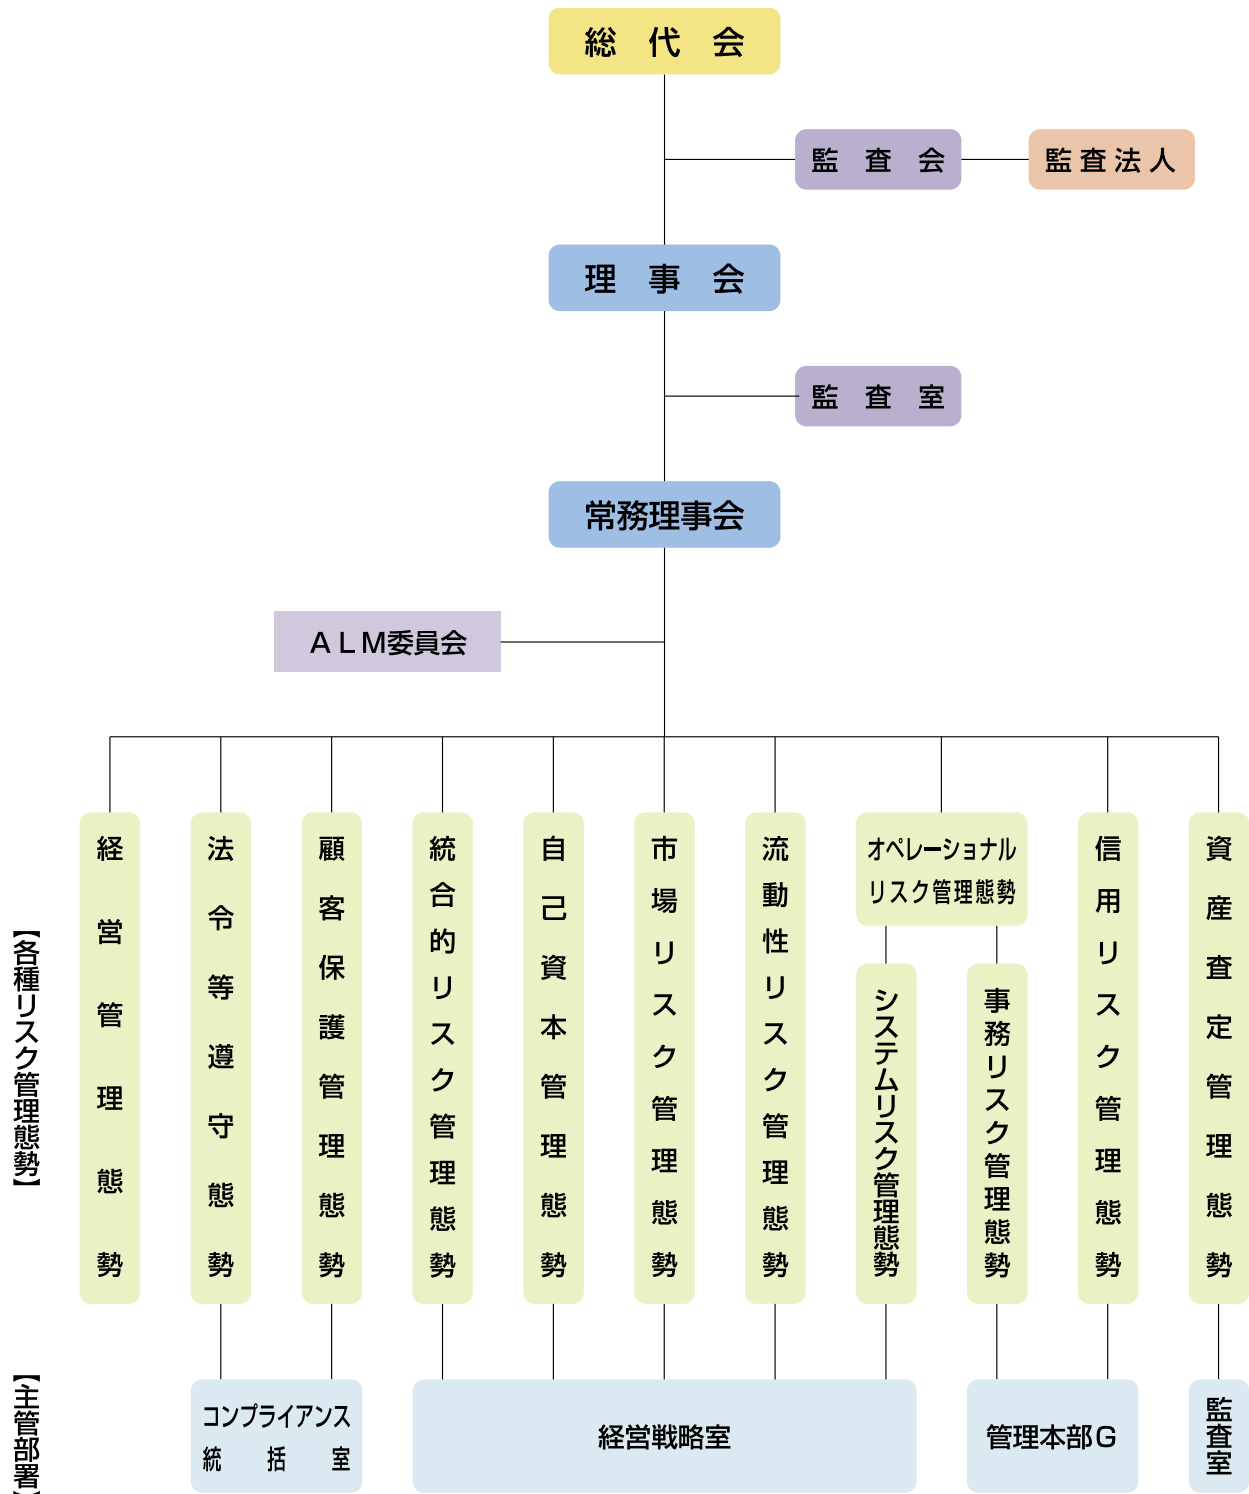 総　代　会
監　査　会
監査法人
理　事　会
監　査　室
常務理事会
ＡＬＭ委員会
【各種リスク管理態勢】
経営管理態勢
法令等遵守態勢
顧客保護管理態勢
統合的リスク管理態勢
自己資本管理態勢
市場リスク管理態勢
流動性リスク管理態勢
オペレーショナル
リスク管理態勢
システムリスク管理態勢
事務リスク管理態勢
信用リスク管理態勢
資産査定管理態勢
【主管部署】
コンプライアンス
統　括　室
経営戦略室
管理本部Ｇ
監査室